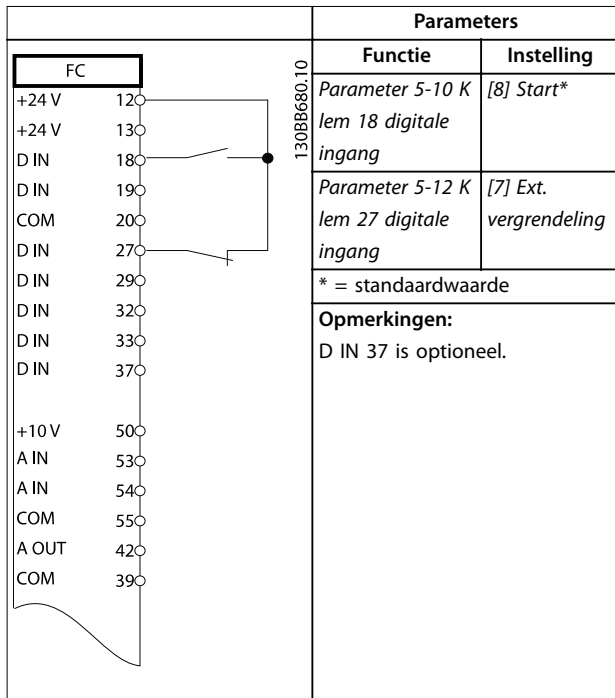 FC
+24 V 12
+24 V 13
D IN 18
D IN 19
COM 20
D IN 27
D IN 29
D IN 32
D IN 33
D IN 37
+10 V 50
A IN 53
A IN 54
COM 55
A OUT 42
COM 39
130BB680.10
Parameters
Functie Instelling
Parameter 5-10 K [8] Start*
lem 18 digitale
ingang
Parameter 5-12 K [7] Ext.
lem 27 digitale vergrendeling
ingang
* = standaardwaarde
Opmerkingen:
D IN 37 is optioneel.